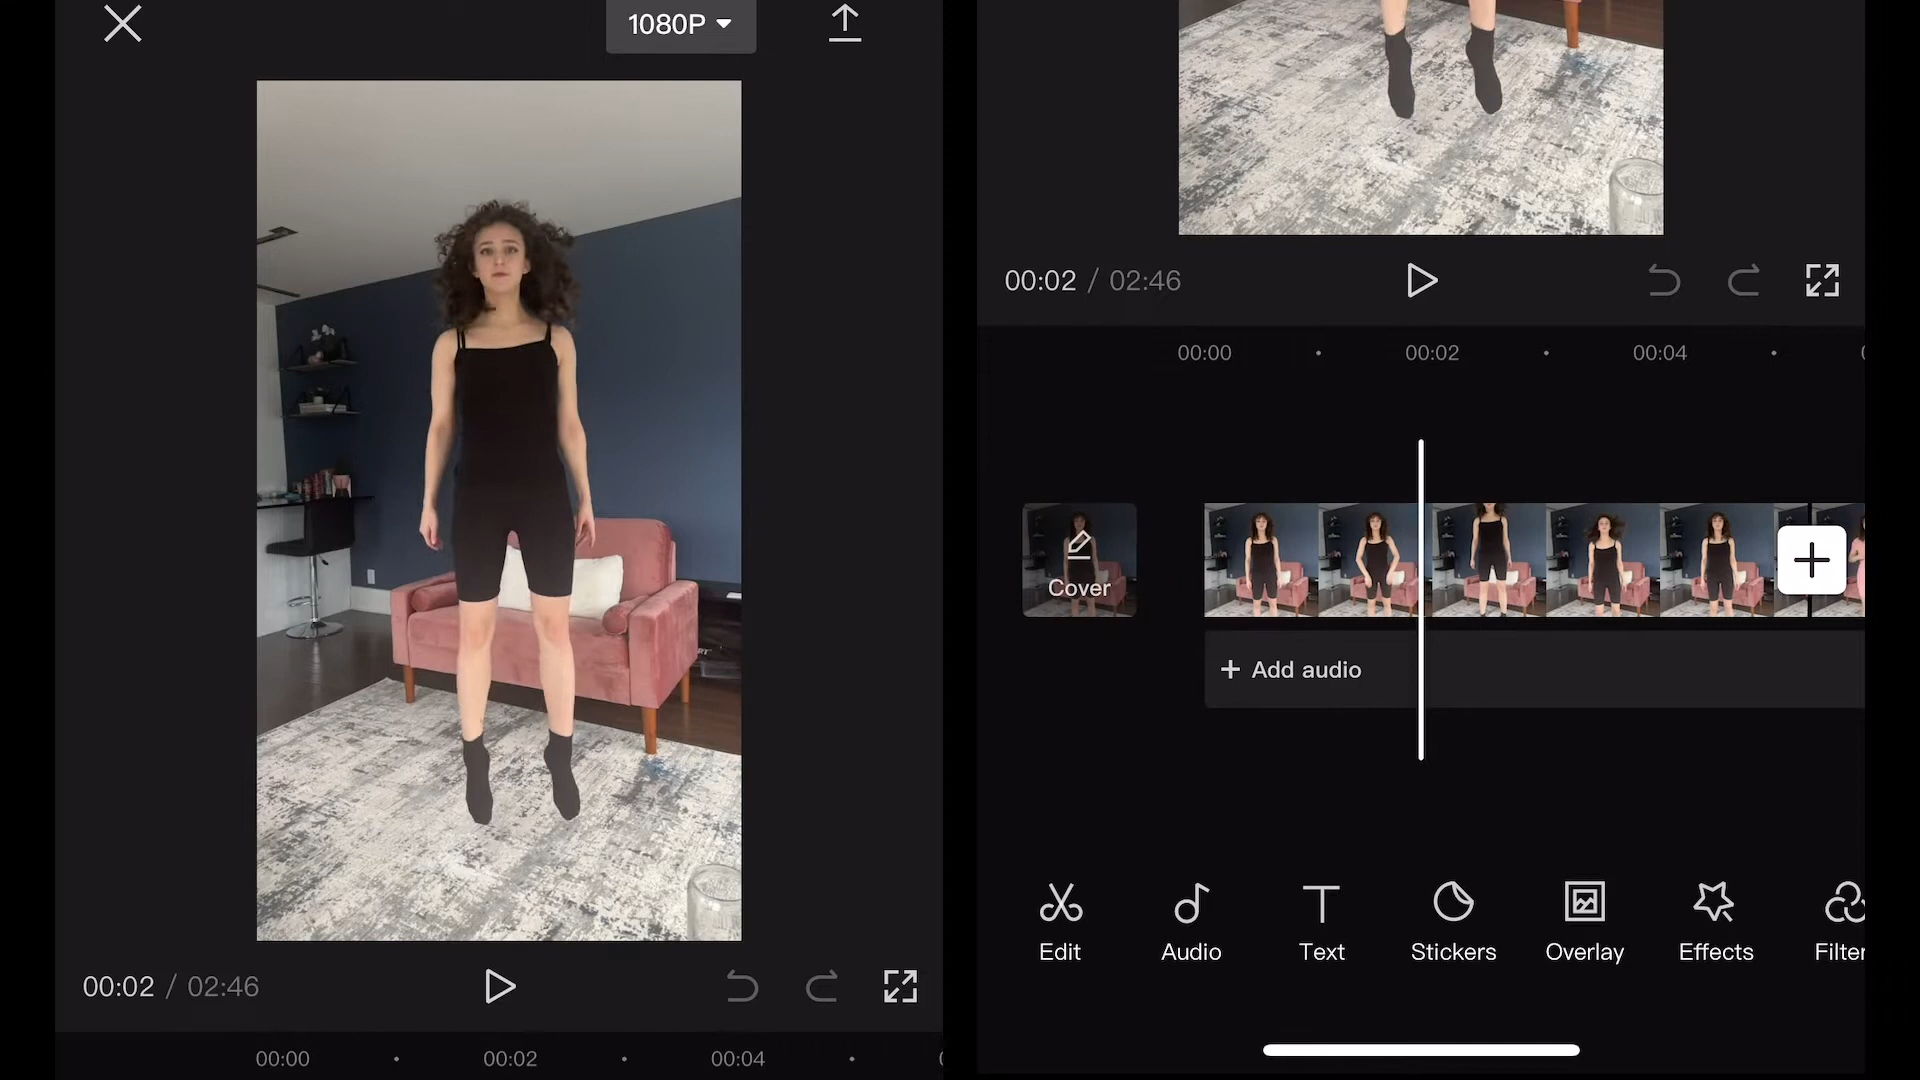 1080P
00:02 / 02:46
00:00
00:02
00:04
00:02 / 02:46
00:00
00:02
00:04
Cover
+ Add audio
Edit
Audio
Text
Stickers
Overlay
Effects
Filter